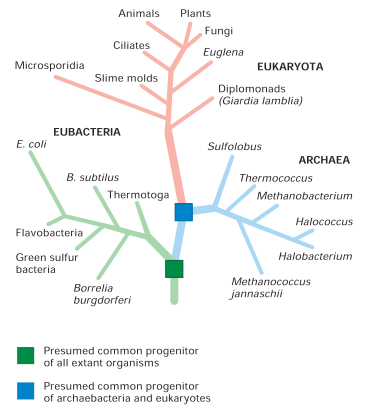 Animals
Plants
Fungi
Ciliates
Euglena
Microsporidia
EUKARYOTA
Slime molds
Diplomonads
(Giardia lamblia)
EUBACTERIA
E. coli
Sulfolobus
ARCHAEA
B. subtilus
Thermococcus
Thermotoga
Methanobacterium
Halococcus
Flavobacteria
Green sulfur
bacteria
Halobacterium
Borrelia
burgdorferi
Methanococcus
jannaschii
Presumed common progenitor
of all extant organisms
Presumed common progenitor
of archaebacteria and eukaryotes